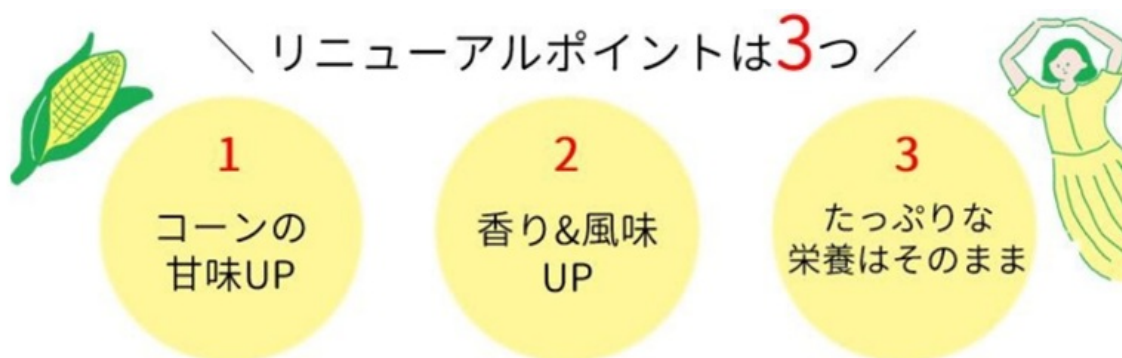 ＼ リニューアルポイントは3つ ／
1
コーンの
甘味UP
2
香り&風味
UP
3
たっぷりな
栄養はそのまま